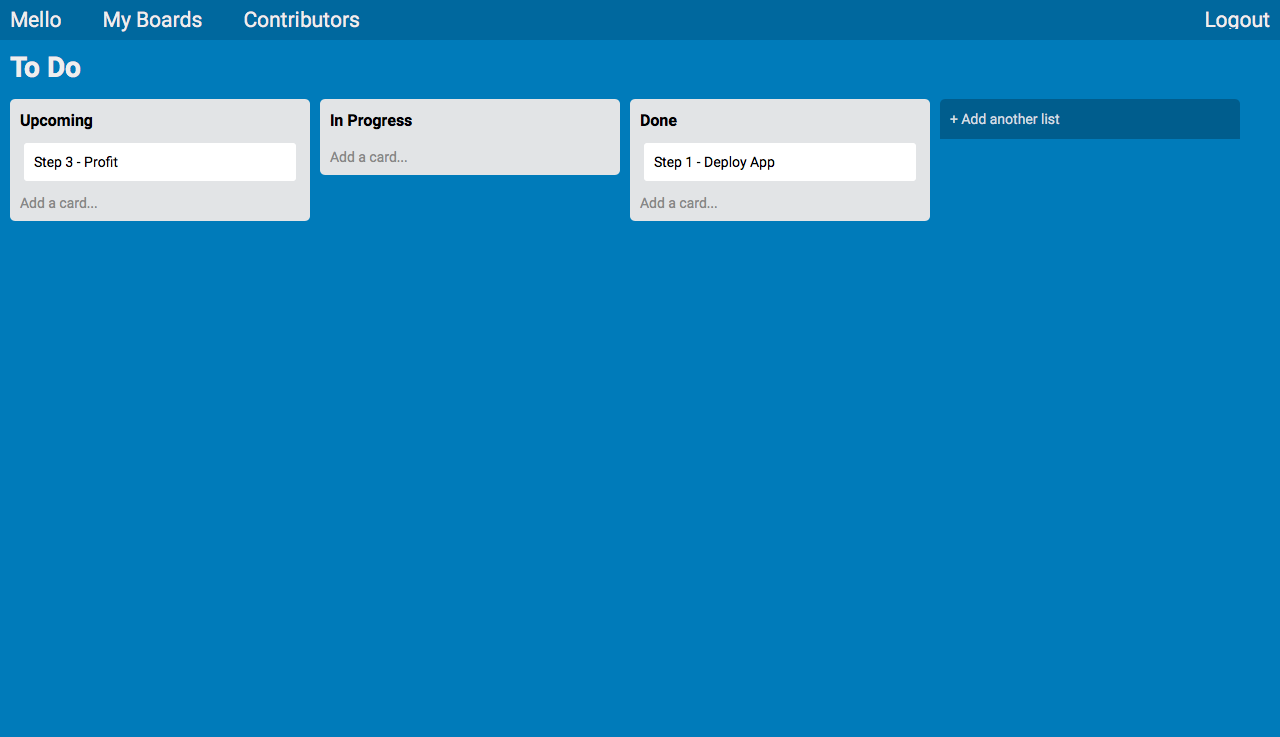 Mello My Boards Contributors Logout
To Do
Upcoming
Step 3 - Profit
Add a card...
In Progress
Add a card...
Done
Step 1 - Deploy App
Add a card...
+ Add another list